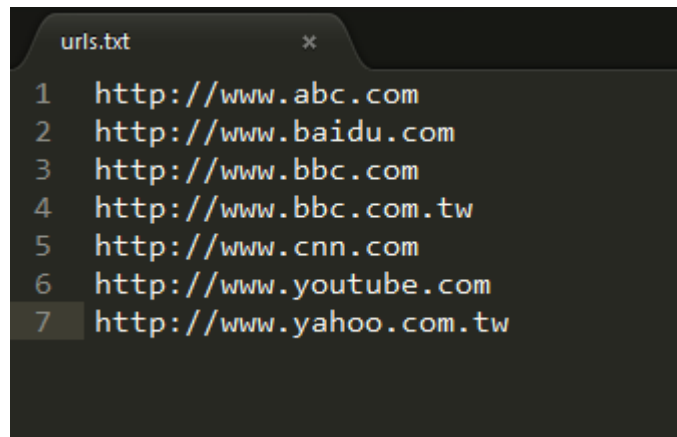 urls.txt ×
1 http://www.abc.com
2 http://www.baidu.com
3 http://www.bbc.com
4 http://www.bbc.com.tw
5 http://www.cnn.com
6 http://www.youtube.com
7 http://www.yahoo.com.tw